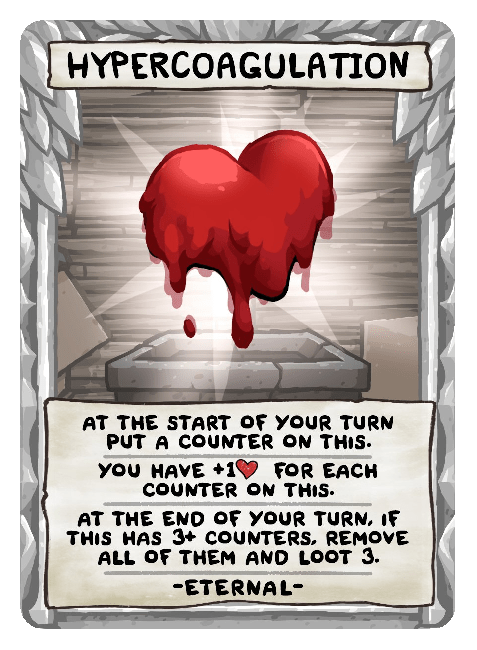 HYPERCOAGULATION
AT THE START OF YOUR TURN
PUT A COUNTER ON THIS.
YOU HAVE +1❤ FOR EACH
COUNTER ON THIS.
AT THE END OF YOUR TURN, IF
THIS HAS 3+ COUNTERS, REMOVE
ALL OF THEM AND LOOT 3.
-ETERNAL-